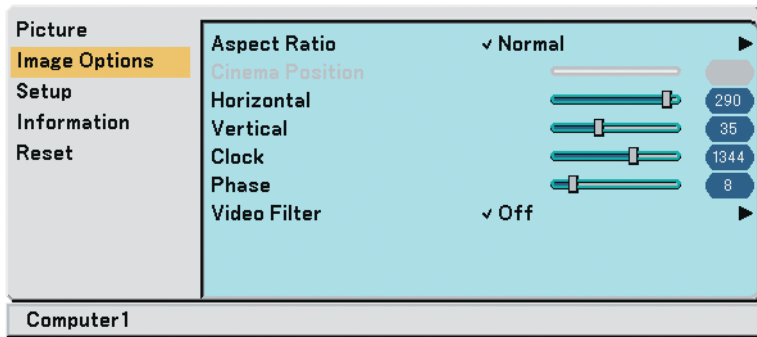 Picture
Image Options
Setup
Information
Reset
Aspect Ratio ✓ Normal ▶
Cinema Position
Horizontal 290
Vertical 35
Clock 1344
Phase 8
Video Filter ✓ Off ▶
Computer1